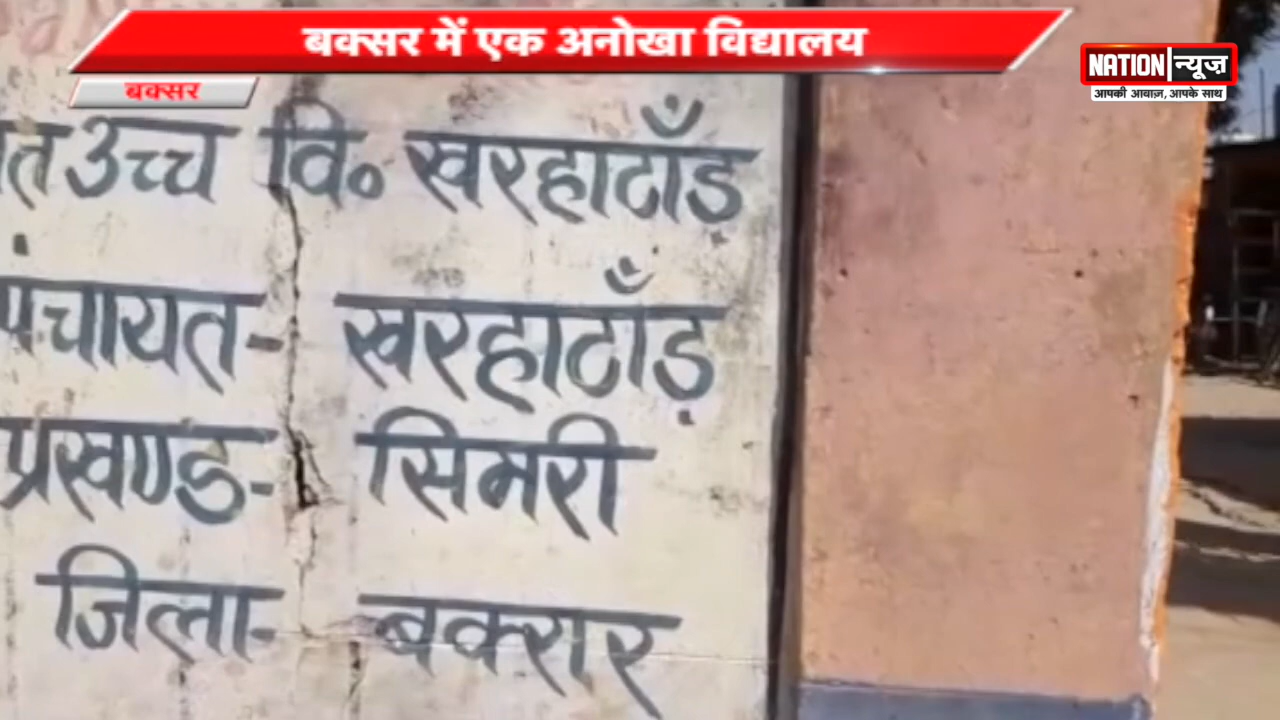 बक्सर में एक अनोखा विद्यालय
NATION न्यूज़
आपकी आवाज़, आपके साथ
बक्सर
उच्च वि० खरहाटाँड़
पंचायत- खरहाटाँड़
प्रखण्ड- सिमरी
जिला- बक्सर